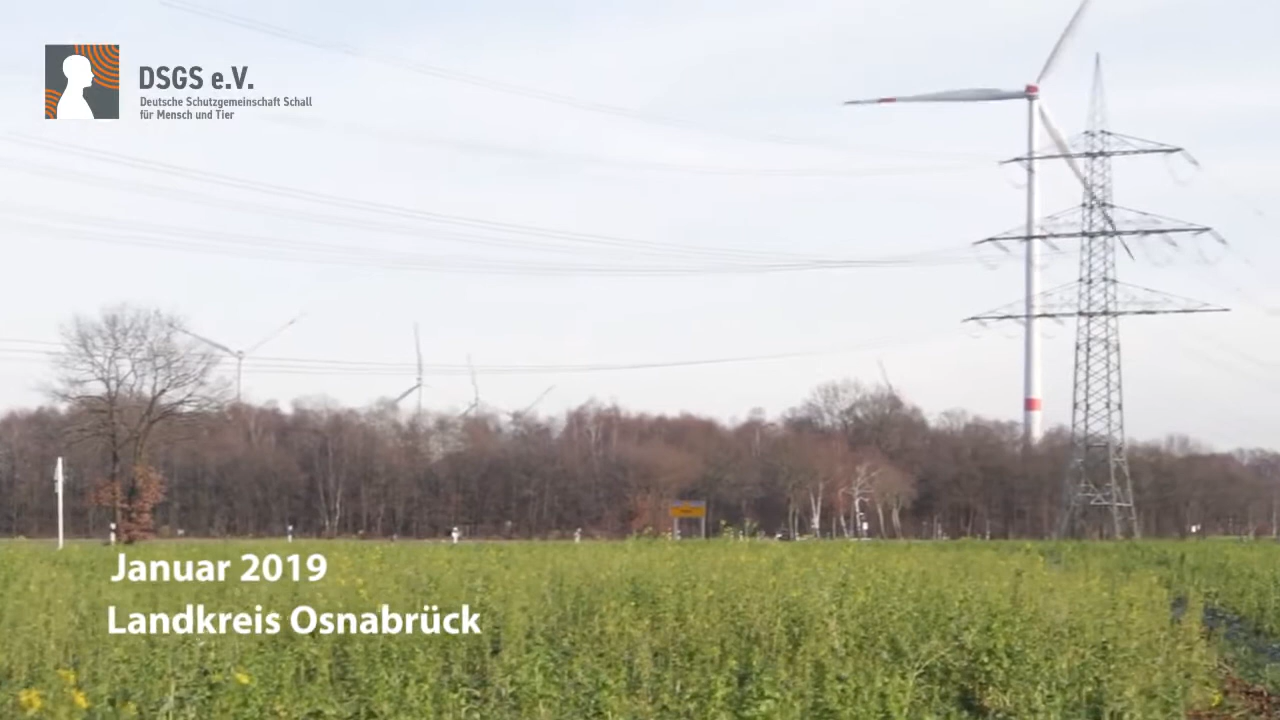 DSGS e.V.
Deutsche Schutzgemeinschaft Schall
für Mensch und Tier
Januar 2019
Landkreis Osnabrück